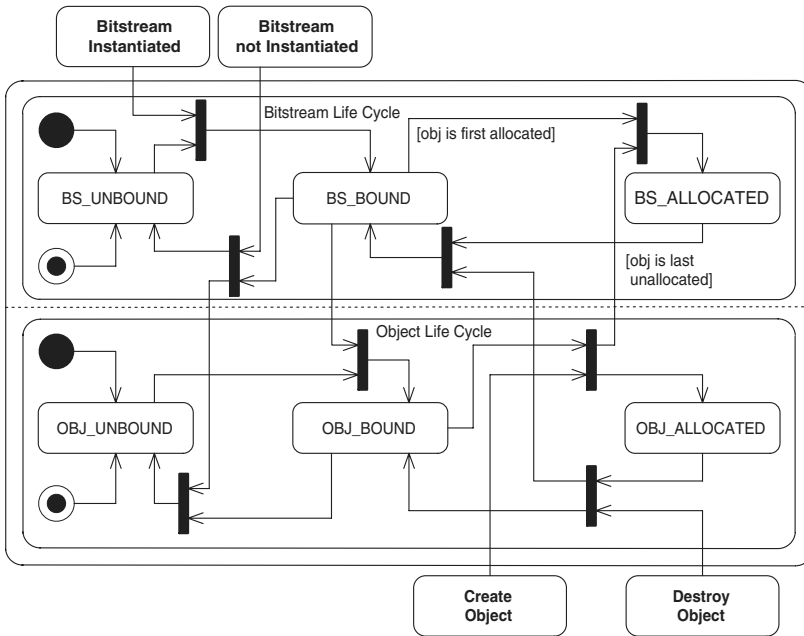 Bitstream
Instantiated
Bitstream
not Instantiated
Bitstream Life Cycle
[obj is first allocated]
BS_UNBOUND
BS_BOUND
BS_ALLOCATED
[obj is last
unallocated]
Object Life Cycle
OBJ_UNBOUND
OBJ_BOUND
OBJ_ALLOCATED
Create
Object
Destroy
Object